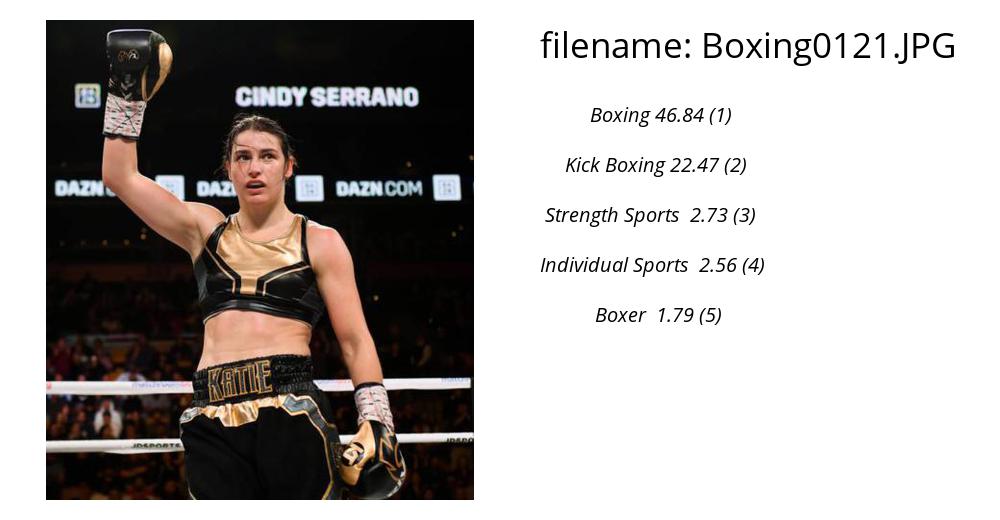 filename: Boxing0121.JPG
CINDY SERRANO
Boxing 46.84 (1)
Kick Boxing 22.47 (2)
DAZN DAZN DAZN.COM
Strength Sports 2.73 (3)
Individual Sports 2.56 (4)
Boxer 1.79 (5)
KATIE
JDSPORTS JDSPO